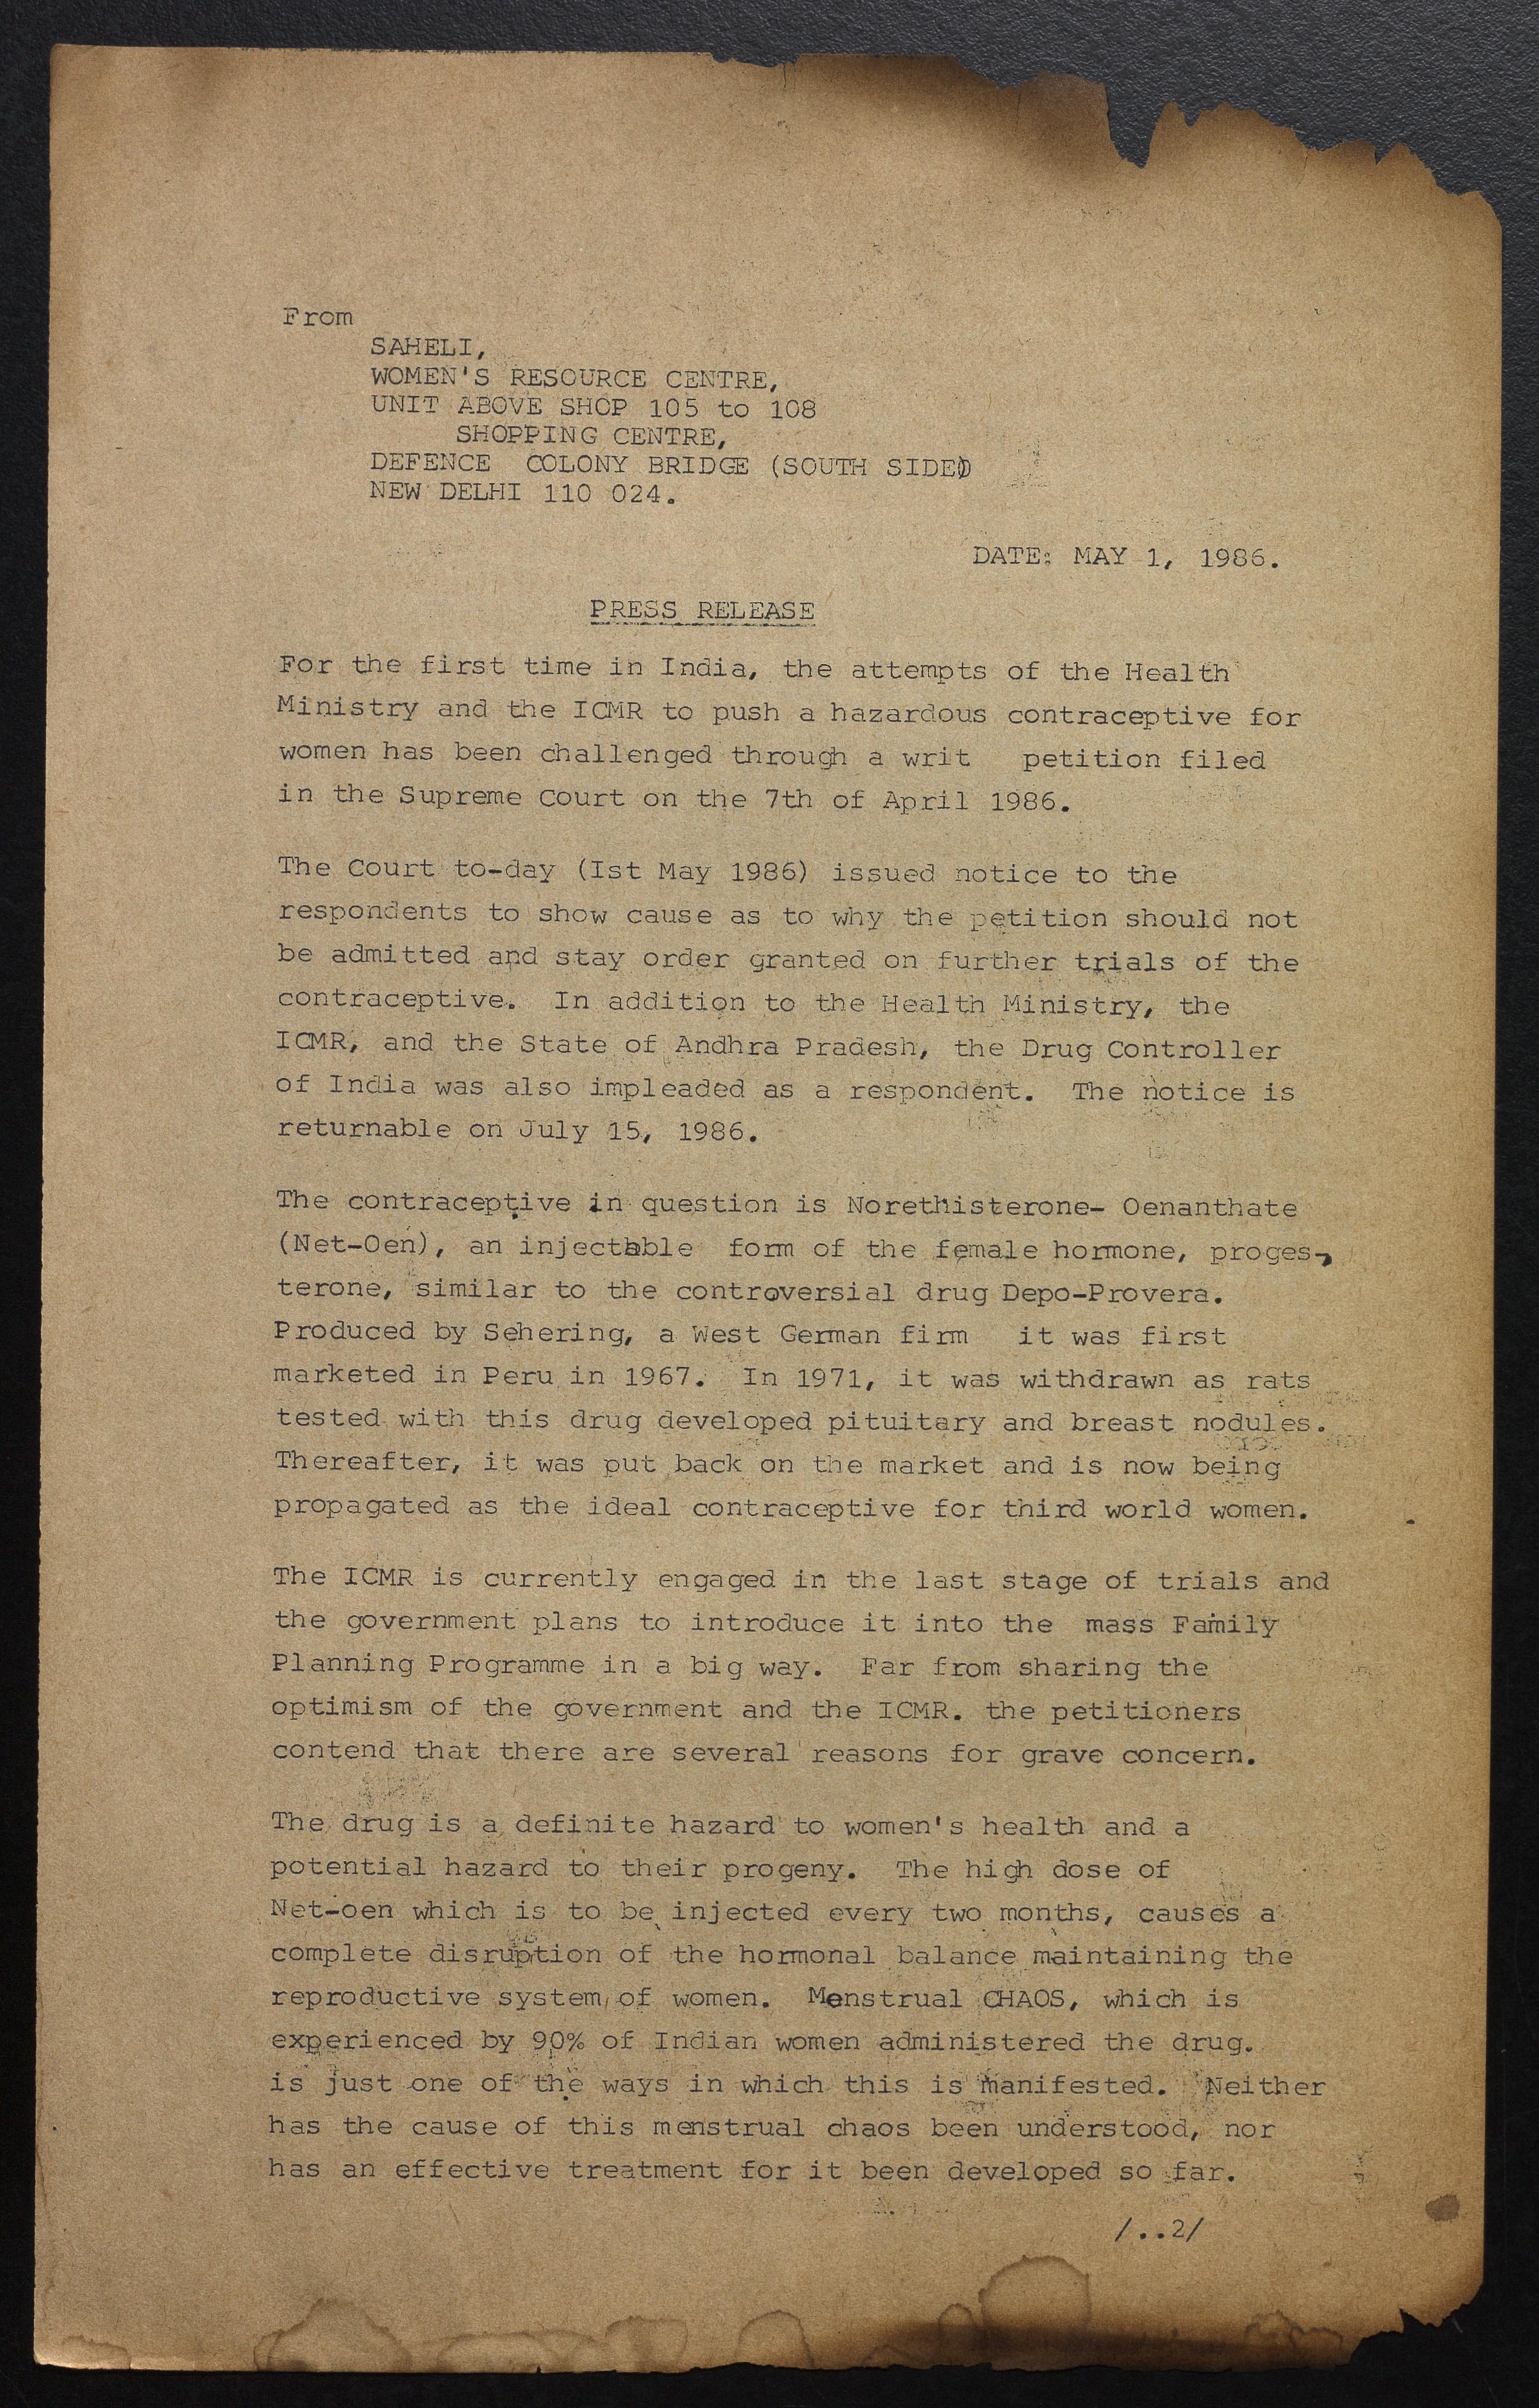 From
SAHELI,
WOMEN'S RESOURCE CENTRE,
UNIT ABOVE SHOP 105 to 108
SHOPPING CENTRE,
DEFENCE COLONY BRIDGE (SOUTH SIDE)
NEW DELHI 110 024.
DATE: MAY 1, 1986.
PRESS RELEASE
For the first time in India, the attempts of the Health
Ministry and the ICMR to push a hazardous contraceptive for
women has been challenged through a writ petition filed
in the Supreme Court on the 7th of April 1986.
The Court to-day (Ist May 1986) issued notice to the
respondents to show cause as to why the petition should not
be admitted and stay order granted on further trials of the
contraceptive. In addition to the Health Ministry, the
ICMR, and the State of Andhra Pradesh, the Drug Controller
of India was also impleaded as a respondent. The notice is
returnable on July 15, 1986.
The contraceptive in question is Norethisterone- Oenanthate
(Net-Oen), an injectable form of the female hormone, proges-,
terone, similar to the controversial drug Depo-Provera.
Produced by Sehering, a West German firm it was first
marketed in Peru in 1967. In 1971, it was withdrawn as rats
tested with this drug developed pituitary and breast nodules.
Thereafter, it was put back on the market and is now being
propagated as the ideal contraceptive for third world women.
The ICMR is currently engaged in the last stage of trials and
the government plans to introduce it into the mass Family
Planning Programme in a big way. Far from sharing the
optimism of the government and the ICMR. the petitioners
contend that there are several reasons for grave concern.
The drug is a definite hazard to women's health and a
potential hazard to their progeny. The high dose of
Net-oen which is to be injected every two months, causes a
complete disruption of the hormonal balance maintaining the
reproductive system of women. Menstrual CHAOS, which is
experienced by 90% of Indian women administered the drug.
is just one of the ways in which this is manifested. Neither
has the cause of this menstrual chaos been understood, nor
has an effective treatment for it been developed so far.
/..2/